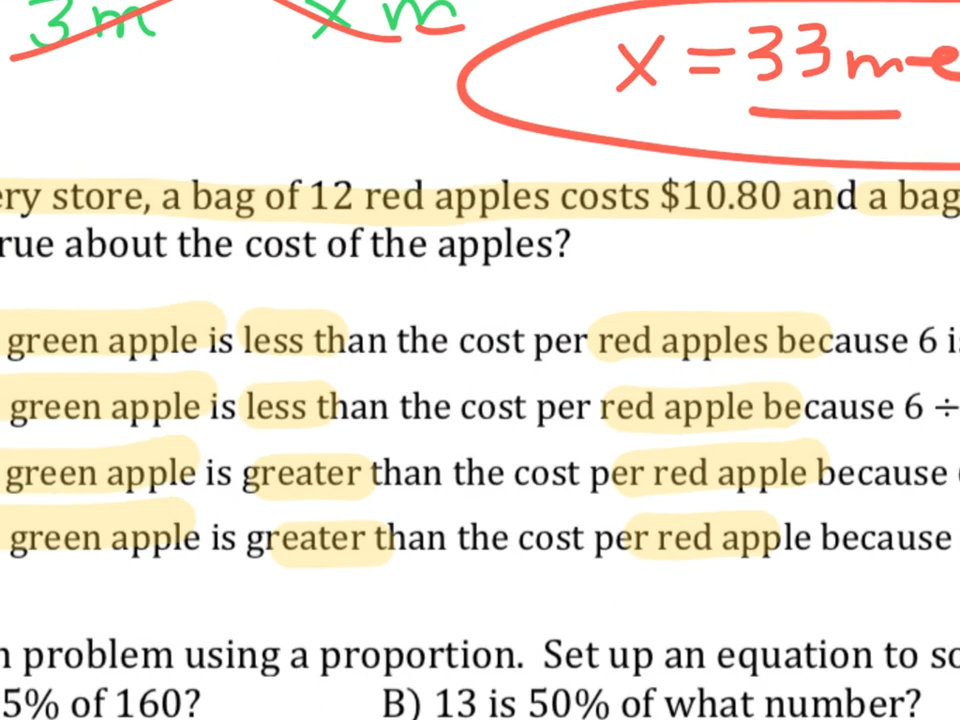 3m x m
x = 33m
ery store, a bag of 12 red apples costs $10.80 and a bag
rue about the cost of the apples?
green apple is less than the cost per red apples because 6 i
green apple is less than the cost per red apple because 6 ÷
green apple is greater than the cost per red apple because
green apple is greater than the cost per red apple because
problem using a proportion. Set up an equation to so
5% of 160? B) 13 is 50% of what number?